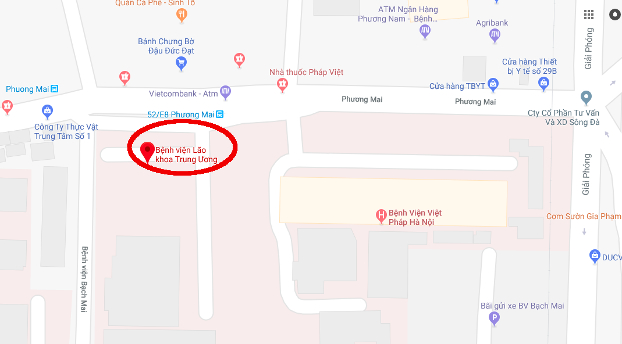 Quán Cà Phê - Sinh Tố
ATM Ngân Hàng
Phương Nam - Bệnh...
Agribank
Giải Phóng
Bánh Chưng Bờ
Đậu Đức Đạt
Cửa hàng Thiết
bị Y tế số 29B
Nhà thuốc Pháp Việt
Phuong Mai
Vietcombank - Atm
Cửa hàng TBYT
Phương Mai
Phương Mai
52/E8 Phương Mai
Cty Cổ Phần Tư Vấn
Và XD Sông Đà
Công Ty Thực Vật
Trung Tâm Số 1
Bệnh viện Lão
khoa Trung Ương
Giải Phóng
Bệnh Viện Việt
Pháp Hà Nội
Cơm Sườn Gia Pham
Bệnh viện Bạch Mai
DUCV
Bãi gửi xe BV Bạch Mai